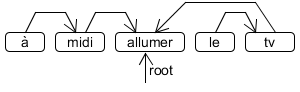 à midi allumer le tv
root